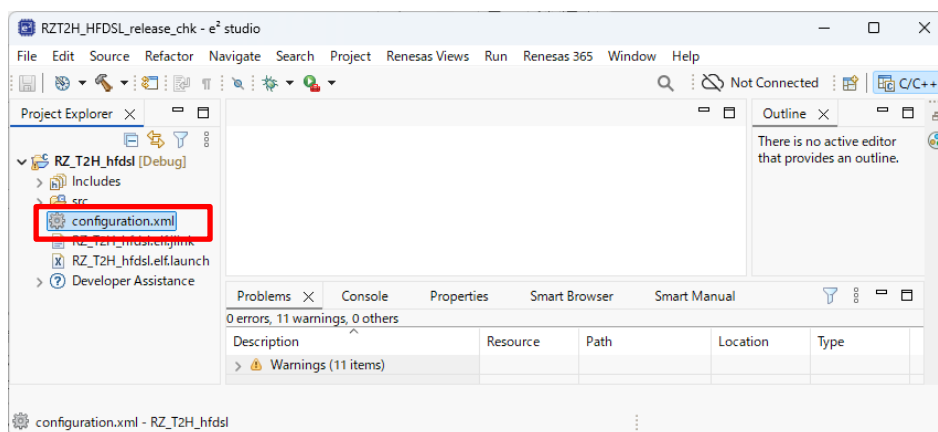 RZT2H_HFDSL_release_chk - e² studio
File Edit Source Refactor Navigate Search Project Renesas Views Run Renesas 365 Window Help
Not Connected
C/C++
Project Explorer
Outline
There is no active editor
that provides an outline.
RZ_T2H_hfdsl [Debug]
Includes
src
configuration.xml
RZ_T2H_hfdsl.elf.jlink
RZ_T2H_hfdsl.elf.launch
Developer Assistance
Problems Console Properties Smart Browser Smart Manual
0 errors, 11 warnings, 0 others
Description Resource Path Location Type
Warnings (11 items)
configuration.xml - RZ_T2H_hfdsl